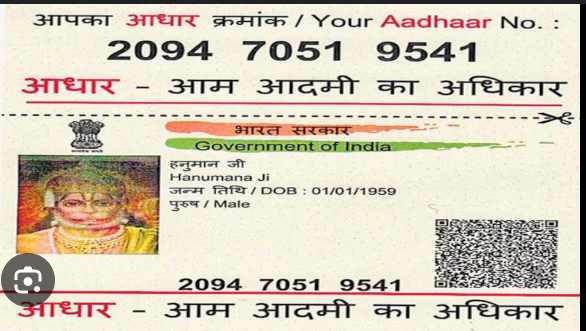 आपका आधार क्रमांक / Your Aadhaar No. :
2094 7051 9541
आधार - आम आदमी का अधिकार
भारत सरकार
Government of India
हनुमान जी
Hanumana Ji
जन्म तिथि / DOB : 01/01/1959
पुरुष / Male
2094 7051 9541
आधार - आम आदमी का अधिकार